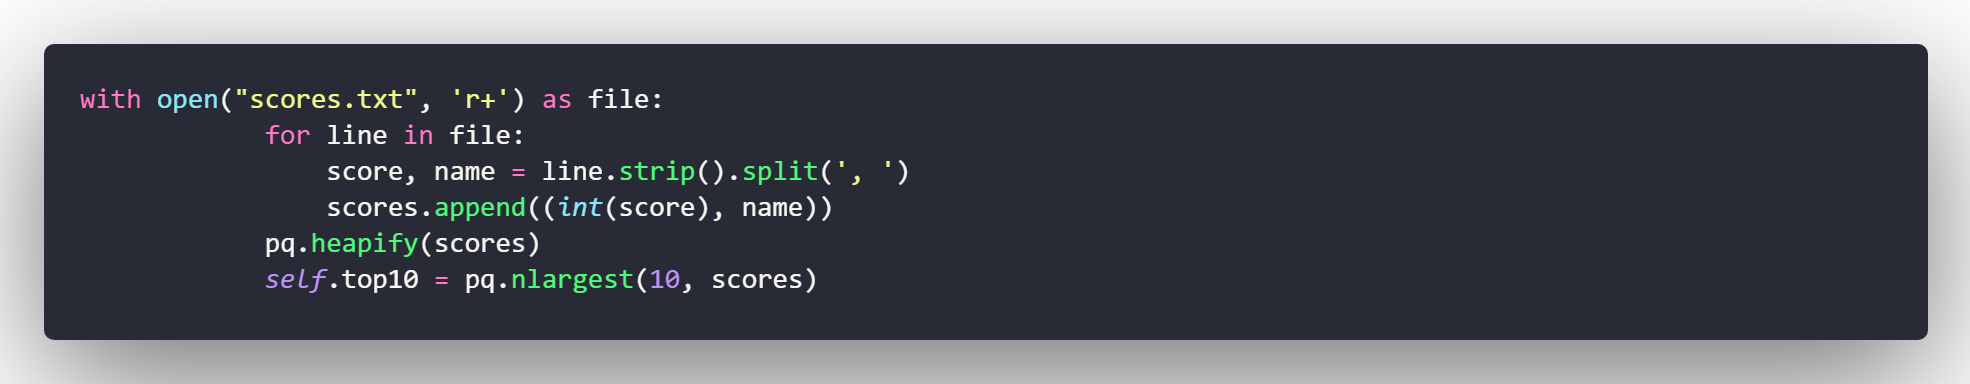 with open("scores.txt", 'r+') as file:
            for line in file:
                score, name = line.strip().split(', ')
                scores.append((int(score), name))
            pq.heapify(scores)
            self.top10 = pq.nlargest(10, scores)